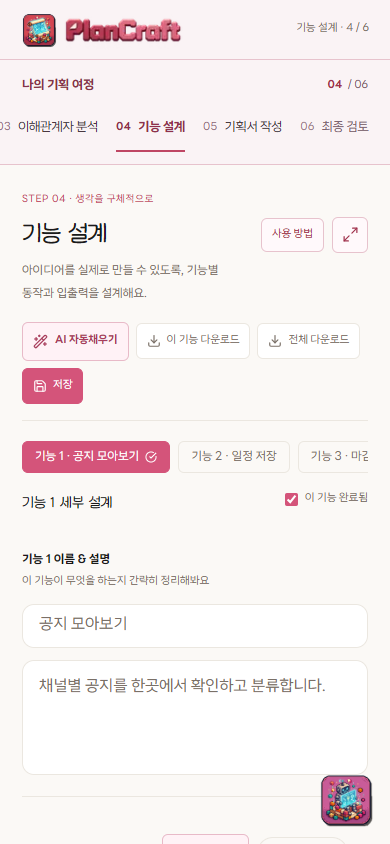 PlanCraft
기능 설계 · 4 / 6
나의 기획 여정
04 / 06
03 이해관계자 분석
04 기능 설계
05 기획서 작성
06 최종 검토
STEP 04 · 생각을 구체적으로
기능 설계
사용 방법
아이디어를 실제로 만들 수 있도록, 기능별
동작과 입출력을 설계해요.
AI 자동채우기
이 기능 다운로드
전체 다운로드
저장
기능 1 · 공지 모아보기
기능 2 · 일정 저장
기능 3 · 마감
기능 1 세부 설계
이 기능 완료됨
기능 1 이름 & 설명
이 기능이 무엇을 하는지 간략히 정리해봐요
공지 모아보기
채널별 공지를 한곳에서 확인하고 분류합니다.